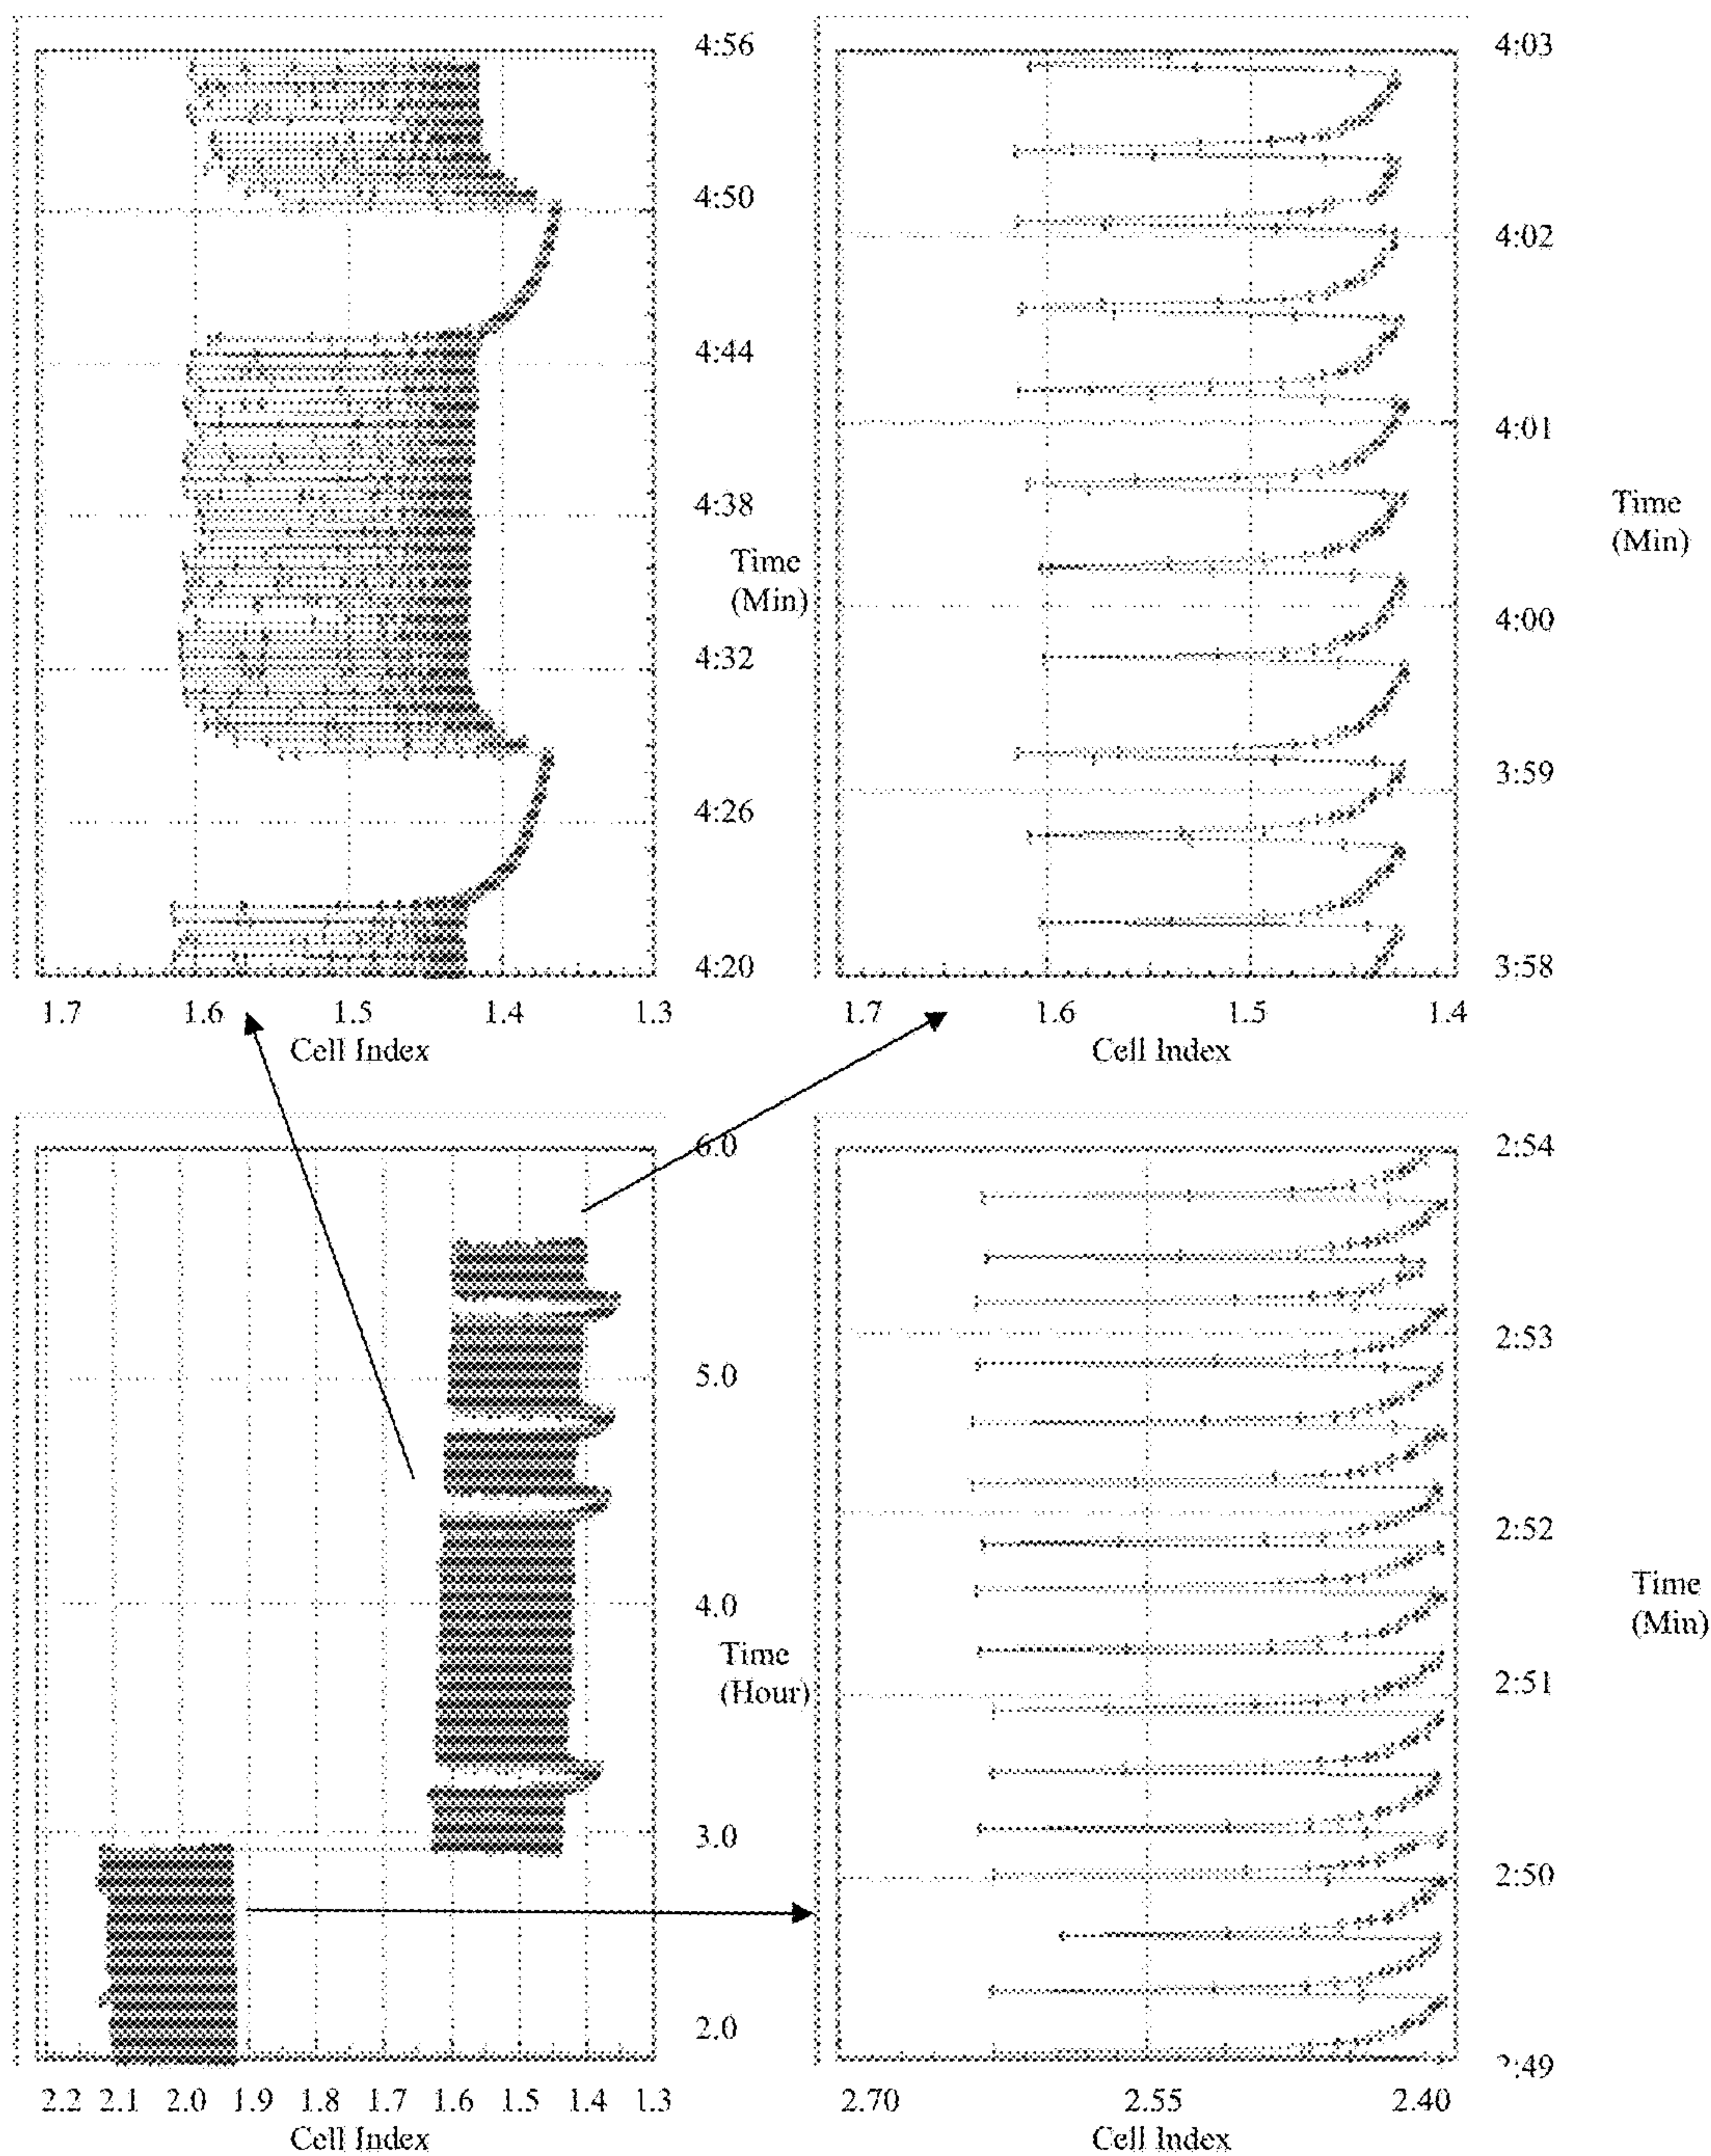 4:56
4:50
4:44
4:38
Time
(Min)
4:32
4:26
4:20
1.7 1.6 1.5 1.4 1.3
Cell Index
4:03
4:02
4:01
Time
(Min)
4:00
3:59
3:58
1.7 1.6 1.5 1.4
Cell Index
6.0
5.0
4.0
Time
(Hour)
3.0
2.0
2.2 2.1 2.0 1.9 1.8 1.7 1.6 1.5 1.4 1.3
Cell Index
2:54
2:53
2:52
Time
(Min)
2:51
2:50
2:49
2.70 2.55 2.40
Cell Index